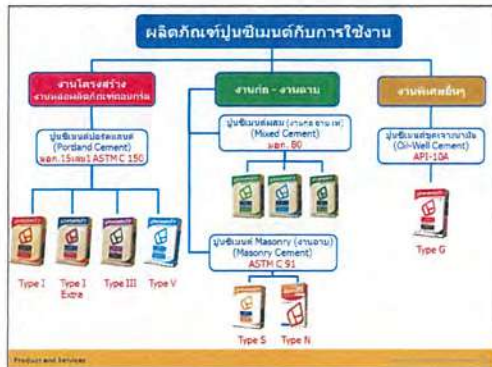 ผลิตภัณฑ์ปูนซีเมนต์กับการใช้งาน
งานโครงสร้าง
งานหล่อผลิตภัณฑ์คอนกรีต
งานก่อ - งานฉาบ
งานพิเศษอื่นๆ
ปูนซีเมนต์ปอร์ตแลนด์
(Portland Cement)
มอก.15เล่ม1 ASTM C 150
ปูนซีเมนต์ผสม
(Mixed Cement)
มอก. 80
ปูนซีเมนต์ขุดเจาะน้ำมัน
(Oil-Well Cement)
API-10A
Type I
Type I
Extra
Type III
Type V
ปูนซีเมนต์ Masonry (งานฉาบ)
(Masonry Cement)
ASTM C 91
Type G
Type S
Type N
Product and Services